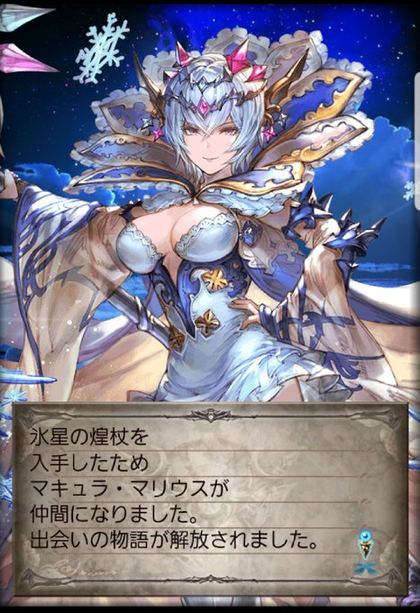 氷星の煌杖を
入手したため
マキュラ・マリウスが
仲間になりました。
出会いの物語が解放されました。